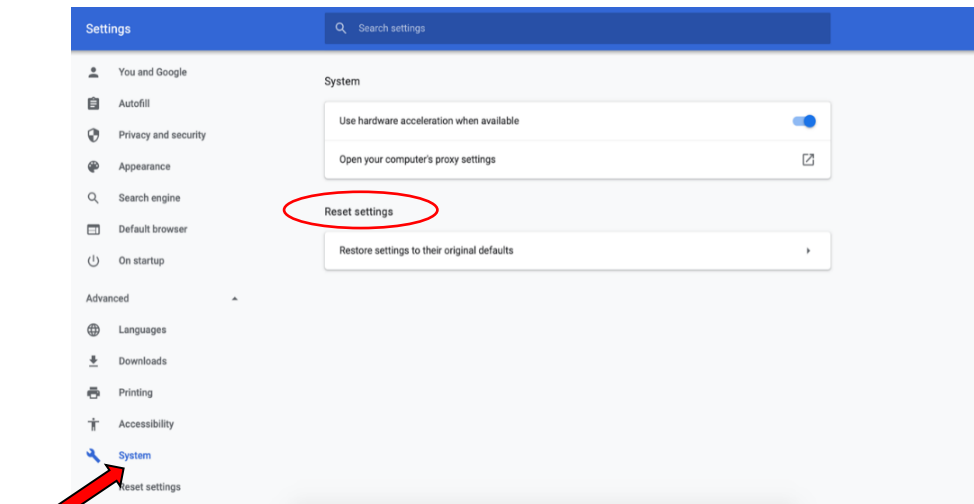 Settings
Search settings
You and Google
Autofill
Privacy and security
Appearance
Search engine
Default browser
On startup
Advanced
Languages
Downloads
Printing
Accessibility
System
Reset settings
System
Use hardware acceleration when available
Open your computer's proxy settings
Reset settings
Restore settings to their original defaults